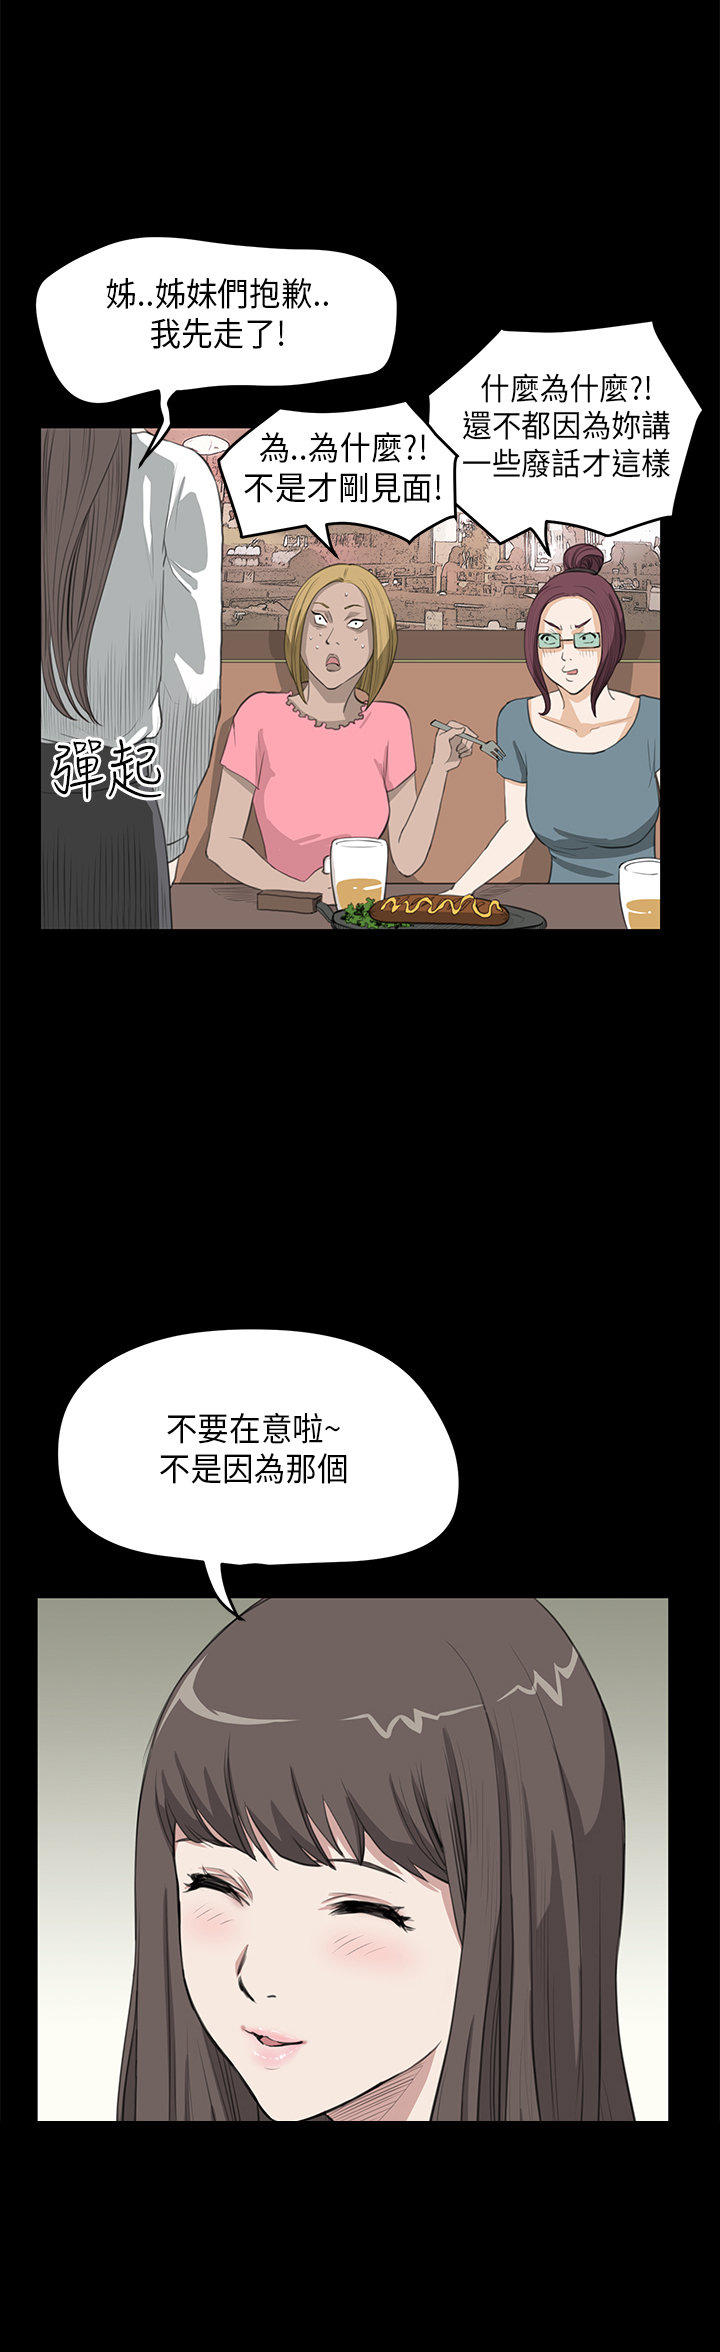 姊..姊妹們抱歉..
我先走了!
為..為什麼?!
不是才剛見面!
什麼為什麼?!
還不都因為妳講
一些廢話才這樣
彈起
不要在意啦~
不是因為那個